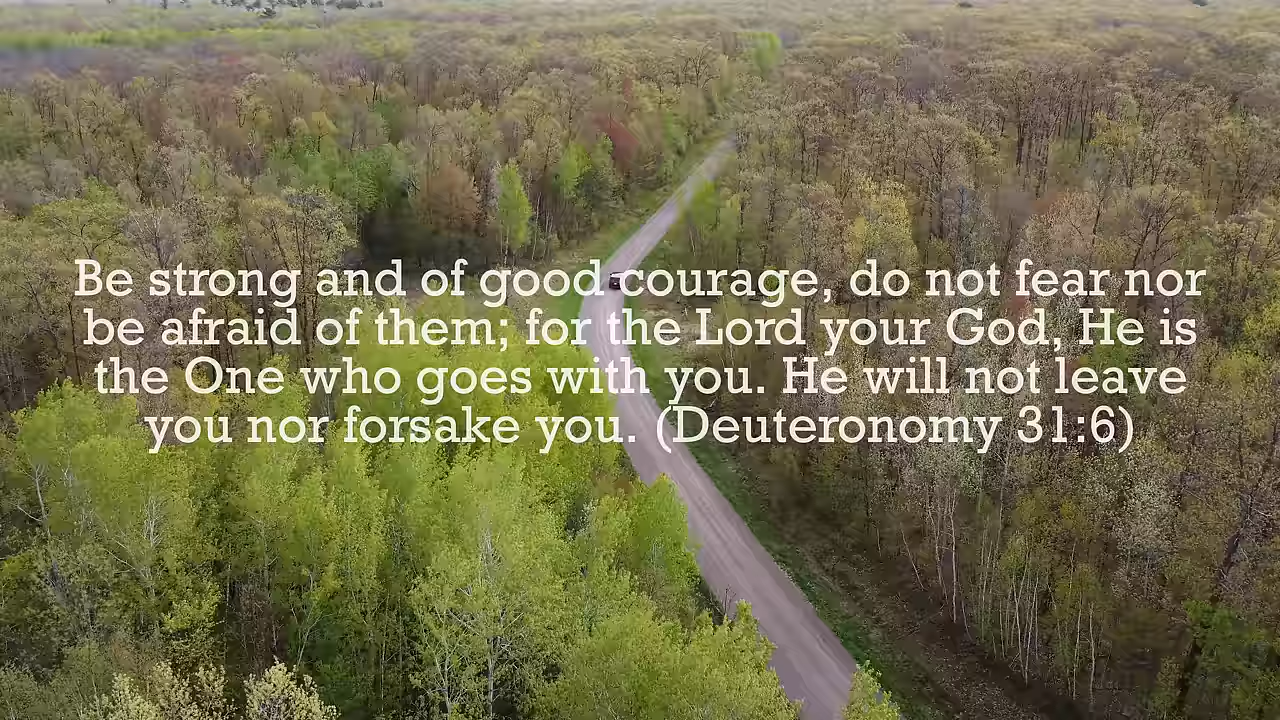 Be strong and of good courage, do not fear nor
be afraid of them; for the Lord your God, He is
the One who goes with you. He will not leave
you nor forsake you. (Deuteronomy 31:6)